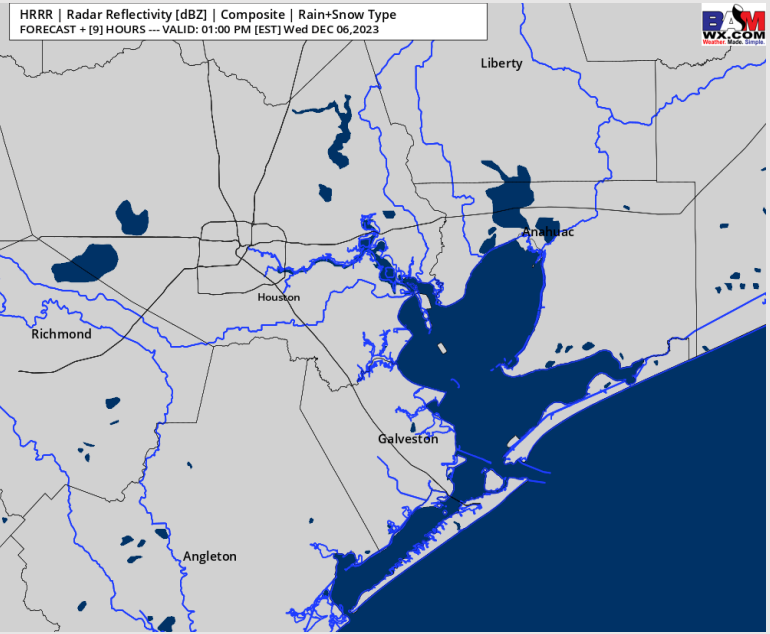 HRRR | Radar Reflectivity [dBZ] | Composite | Rain+Snow Type
FORECAST + [9] HOURS --- VALID: 01:00 PM [EST] Wed DEC 06,2023
BAM
WX.COM
Weather. Made. Simple.
Liberty
Anahuac
Houston
Richmond
Galveston
Angleton